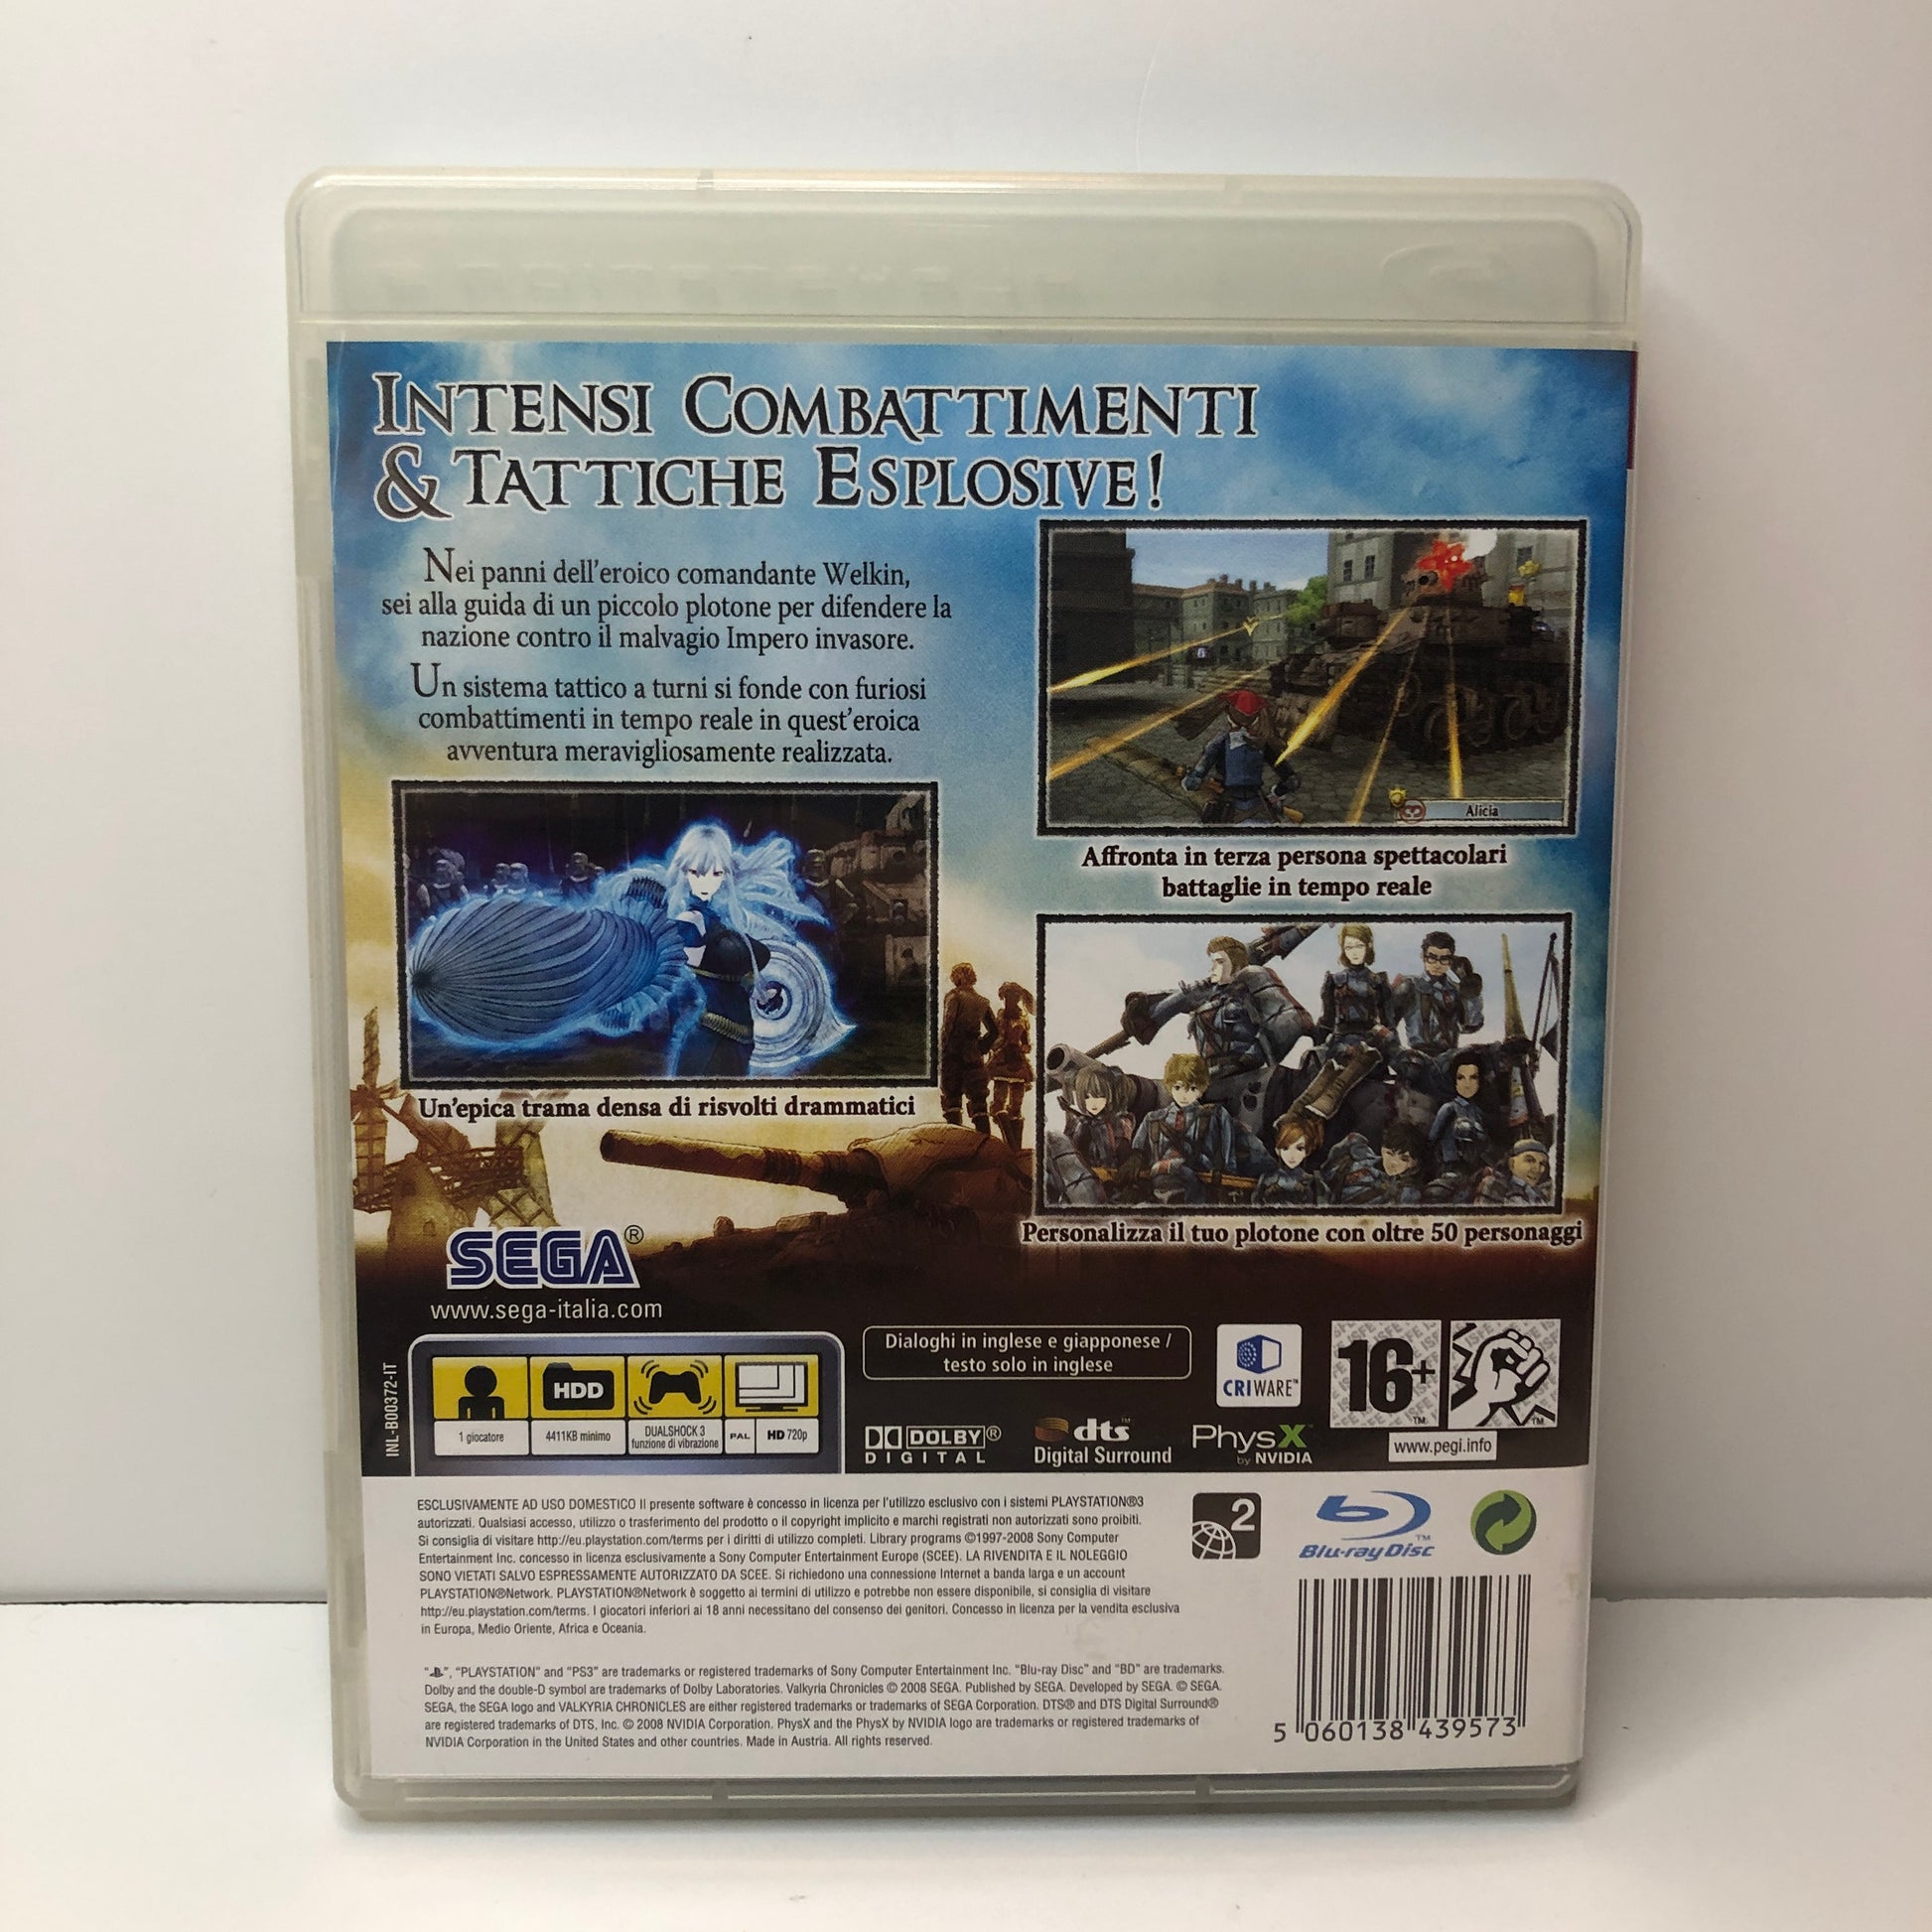 INTENSI COMBATTIMENTI
& TATTICHE ESPLOSIVE!
Nei panni dell'eroico comandante Welkin,
sei alla guida di un piccolo plotone per difendere la
nazione contro il malvagio Impero invasore.
Un sistema tattico a turni si fonde con furiosi
combattimenti in tempo reale in quest'eroica
avventura meravigliosamente realizzata.
Alicia
Affronta in terza persona spettacolari
battaglie in tempo reale
Un'epica trama densa di risvolti drammatici
Personalizza il tuo plotone con oltre 50 personaggi
SEGA®
www.sega-italia.com
INL-B00372-IT
HDD
1 giocatore
4411KB minimo
DUALSHOCK 3
funzione di vibrazione
PAL
HD 720p
Dialoghi in inglese e giapponese /
testo solo in inglese
CRIWARE™
16+
www.pegi.info
DOLBY®
DIGITAL
dts™
Digital Surround
PhysX
by NVIDIA
ESCLUSIVAMENTE AD USO DOMESTICO Il presente software è concesso in licenza per l'utilizzo esclusivo con i sistemi PLAYSTATION®3
autorizzati. Qualsiasi accesso, utilizzo o trasferimento del prodotto o il copyright implicito e marchi registrati non autorizzati sono proibiti.
Si consiglia di visitare http://eu.playstation.com/terms per i diritti di utilizzo completi. Library programs ©1997-2008 Sony Computer
Entertainment Inc. concesso in licenza esclusivamente a Sony Computer Entertainment Europe (SCEE). LA RIVENDITA E IL NOLEGGIO
SONO VIETATI SALVO ESPRESSAMENTE AUTORIZZATO DA SCEE. Si richiedono una connessione Internet a banda larga e un account
PLAYSTATION®Network. PLAYSTATION®Network è soggetto ai termini di utilizzo e potrebbe non essere disponibile, si consiglia di visitare
http://eu.playstation.com/terms. I giocatori inferiori ai 18 anni necessitano del consenso dei genitori. Concesso in licenza per la vendita esclusiva
in Europa, Medio Oriente, Africa e Oceania.
2
Blu-ray Disc™
"", "PLAYSTATION" and "PS3" are trademarks or registered trademarks of Sony Computer Entertainment Inc. "Blu-ray Disc" and "BD" are trademarks.
Dolby and the double-D symbol are trademarks of Dolby Laboratories. Valkyria Chronicles © 2008 SEGA. Published by SEGA. Developed by SEGA. © SEGA.
SEGA, the SEGA logo and VALKYRIA CHRONICLES are either registered trademarks or trademarks of SEGA Corporation. DTS® and DTS Digital Surround®
are registered trademarks of DTS, Inc. © 2008 NVIDIA Corporation. PhysX and the PhysX by NVIDIA logo are trademarks or registered trademarks of
NVIDIA Corporation in the United States and other countries. Made in Austria. All rights reserved.
5 060138 439573